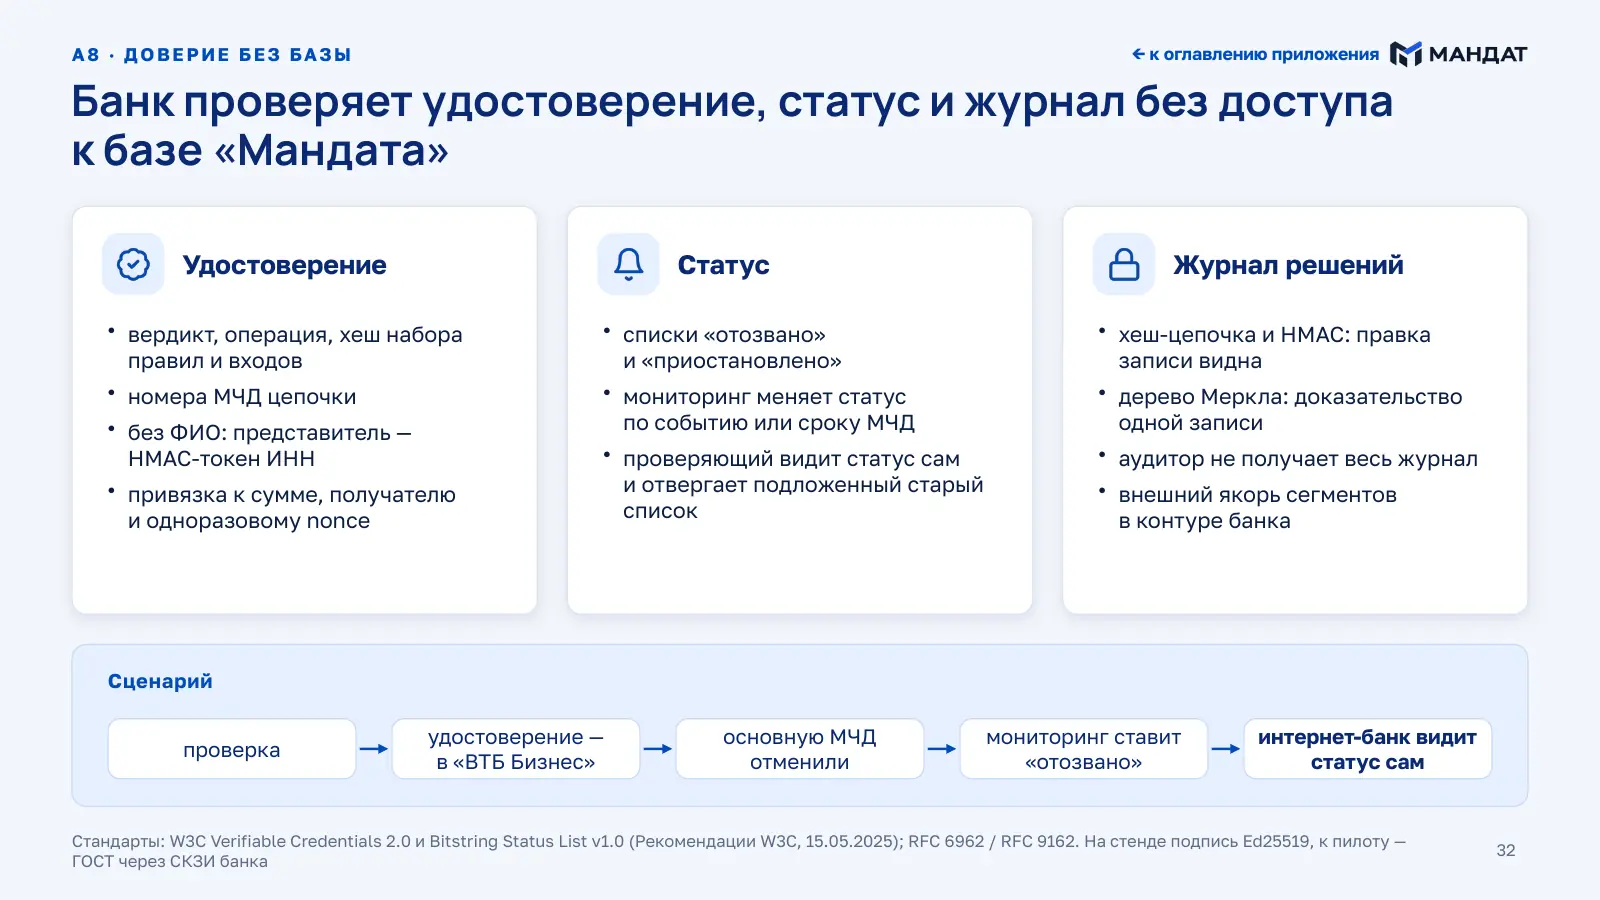 А8 · ДОВЕРИЕ БЕЗ БАЗЫ
← к оглавлению приложения
МАНДАТ
Банк проверяет удостоверение, статус и журнал без доступа
к базе «Мандата»
Удостоверение
• вердикт, операция, хеш набора
правил и входов
• номера МЧД цепочки
• без ФИО: представитель —
HMAC-токен ИНН
• привязка к сумме, получателю
и одноразовому nonce
Статус
• списки «отозвано»
и «приостановлено»
• мониторинг меняет статус
по событию или сроку МЧД
• проверяющий видит статус сам
и отвергает подложенный старый
список
Журнал решений
• хеш-цепочка и HMAC: правка
записи видна
• дерево Меркла: доказательство
одной записи
• аудитор не получает весь журнал
• внешний якорь сегментов
в контуре банка
Сценарий
проверка
удостоверение —
в «ВТБ Бизнес»
основную МЧД
отменили
мониторинг ставит
«отозвано»
интернет-банк видит
статус сам
Стандарты: W3C Verifiable Credentials 2.0 и Bitstring Status List v1.0 (Рекомендации W3C, 15.05.2025); RFC 6962 / RFC 9162. На стенде подпись Ed25519, к пилоту —
ГОСТ через СКЗИ банка
32